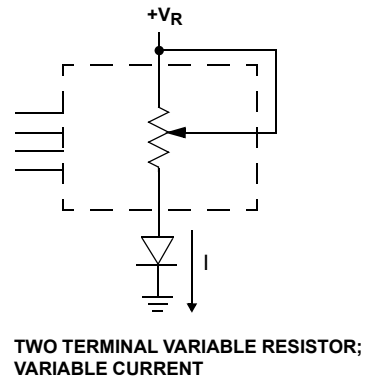 +VR
I
TWO TERMINAL VARIABLE RESISTOR;
VARIABLE CURRENT